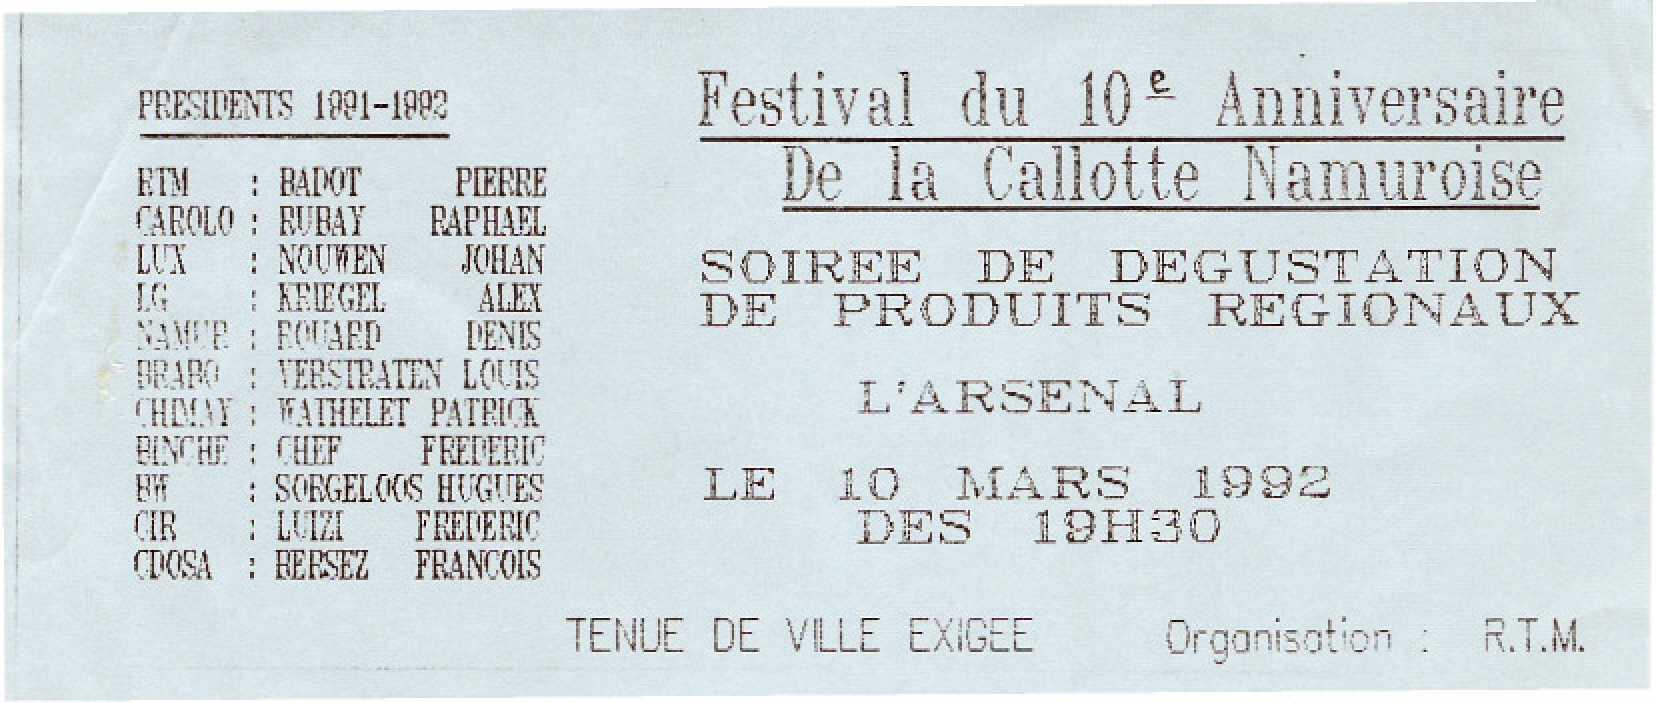 PRESIDENTS 1991-1992
RTM : BADOT PIERRE
CAROLO : RUBAY RAPHAEL
LUX : NOUWEN JOHAN
LG : KRIEGEL ALEX
NAMUR : ROUARD DENIS
BRABO : VERSTRATEN LOUIS
CHIMAY : WATHELET PATRICK
BINCHE : CHEF FREDERIC
BW : SORGELOOS HUGUES
CIR : LUIZI FREDERIC
CDOSA : BERSEZ FRANCOIS
Festival du 10e Anniversaire
De la Callotte Namuroise
SOIREE DE DEGUSTATION
DE PRODUITS REGIONAUX
L'ARSENAL
LE 10 MARS 1992
DES 19H30
TENUE DE VILLE EXIGEE Organisation : R.T.M.